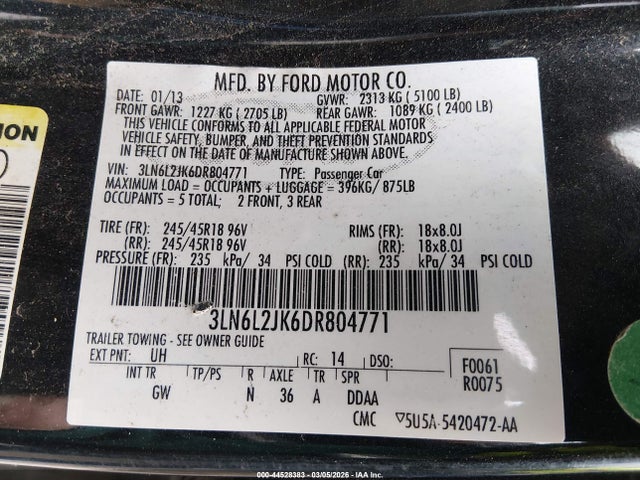 MFD. BY FORD MOTOR CO.
DATE: 01/13 GVWR: 2313 KG ( 5100 LB)
FRONT GAWR: 1227 KG ( 2705 LB) REAR GAWR: 1089 KG ( 2400 LB)
THIS VEHICLE CONFORMS TO ALL APPLICABLE FEDERAL MOTOR
VEHICLE SAFETY, BUMPER, AND THEFT PREVENTION STANDARDS
IN EFFECT ON THE DATE OF MANUFACTURE SHOWN ABOVE.
VIN: 3LN6L2JK6DR804771 TYPE: Passenger Car
MAXIMUM LOAD = OCCUPANTS + LUGGAGE = 396KG/ 875LB
OCCUPANTS = 5 TOTAL; 2 FRONT, 3 REAR
TIRE (FR): 245/45R18 96V RIMS (FR): 18x8.0J
(RR): 245/45R18 96V (RR): 18x8.0J
PRESSURE (FR): 235 kPa/ 34 PSI COLD (RR): 235 kPa/ 34 PSI COLD
3LN6L2JK6DR804771
TRAILER TOWING - SEE OWNER GUIDE
EXT PNT: UH RC: 14 DSO: F0061
R0075
INT TR TP/PS R AXLE TR SPR
GW N 36 A DDAA
CMC ▽5U5A-5420472-AA
000-44528383 - 03/05/2026 - IAA Inc.